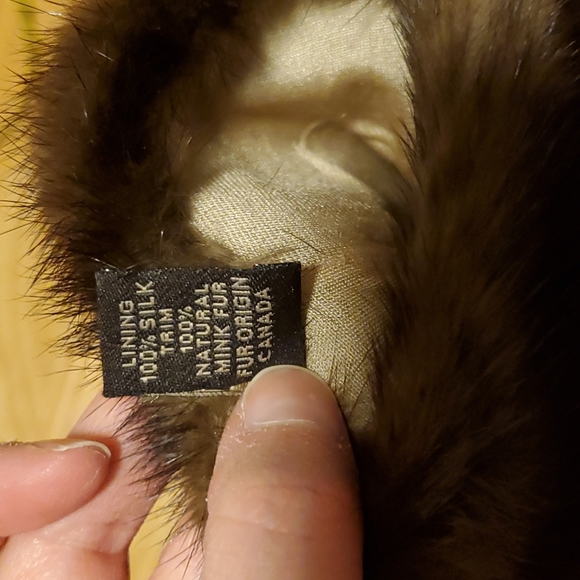 LINING
100% SILK
TRIM
100%
NATURAL
MINK FUR
FUR ORIGIN
CANADA